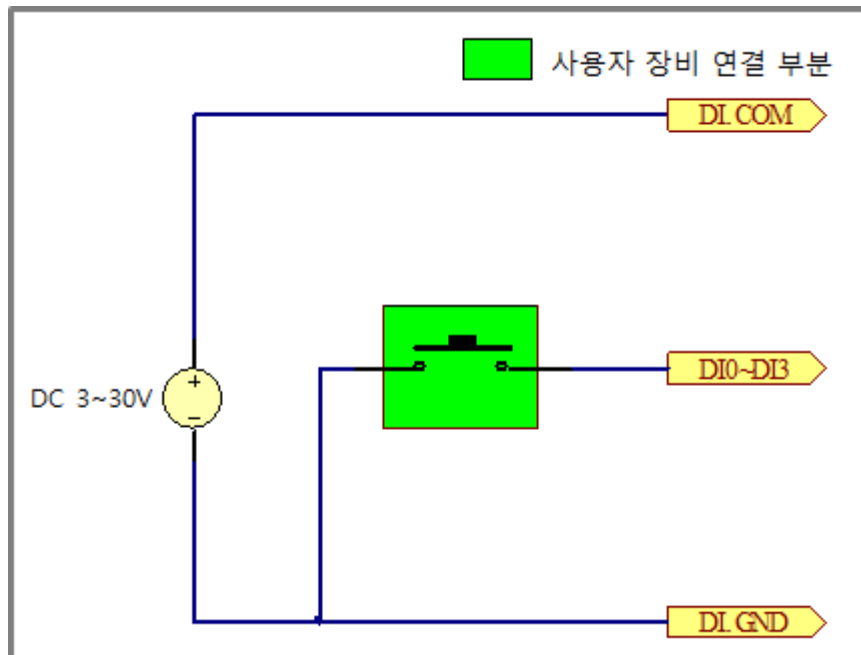 사용자 장비 연결 부분
DI.COM
DC 3~30V
+
-
DI0~DI3
DI.GND